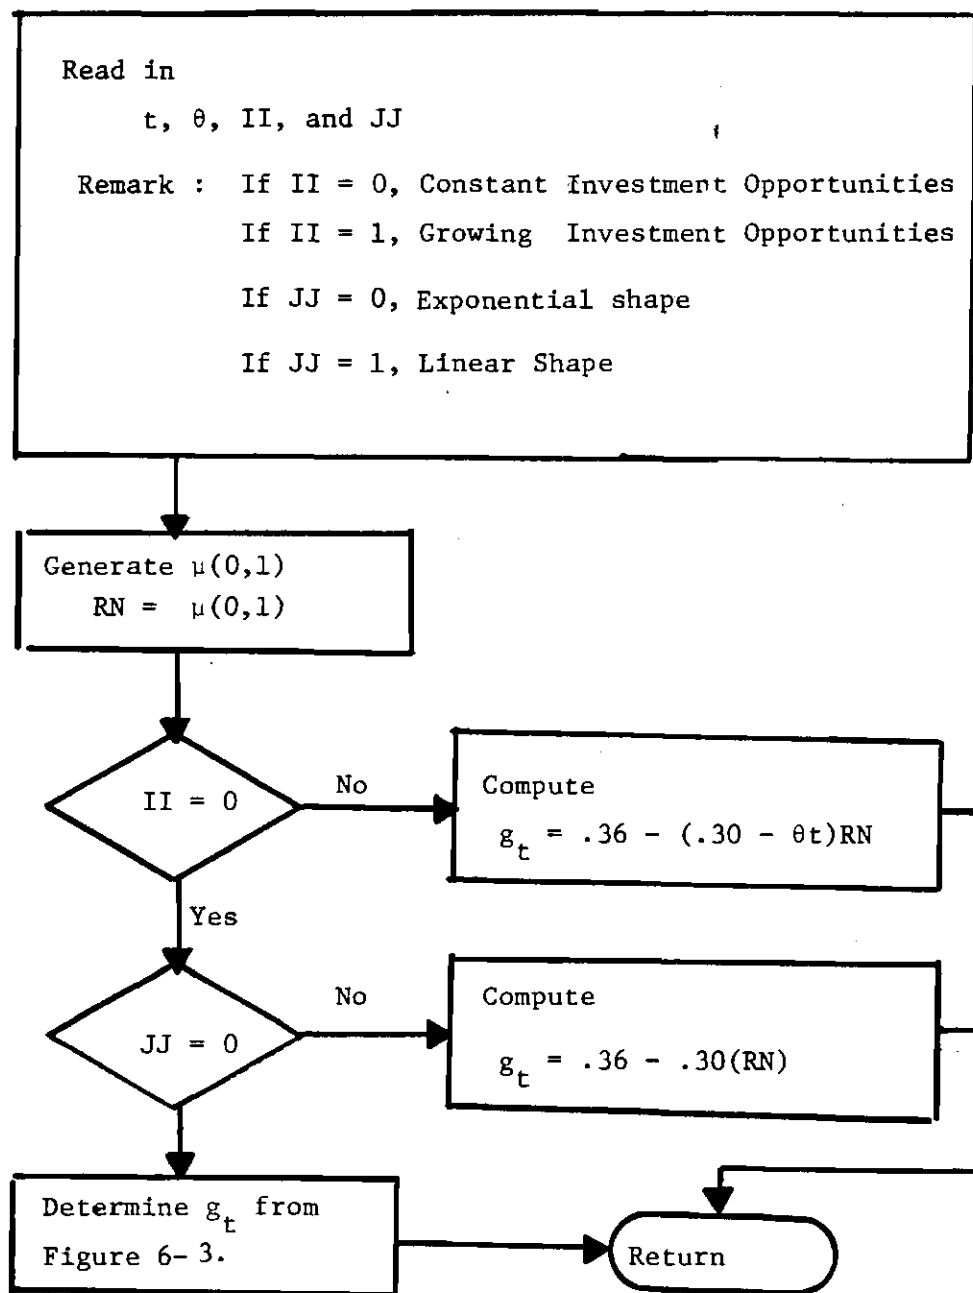 Read in
t, θ, II, and JJ
Remark : If II = 0, Constant Investment Opportunities
If II = 1, Growing Investment Opportunities
If JJ = 0, Exponential shape
If JJ = 1, Linear Shape
Generate μ(0,1)
RN = μ(0,1)
II = 0
No
Compute
g_t = .36 - (.30 - θt)RN
Yes
JJ = 0
No
Compute
g_t = .36 - .30(RN)
Determine g_t from
Figure 6-3.
Return